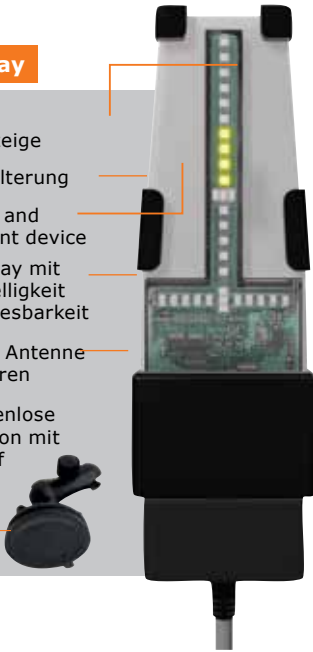 ay
eige
lterung
and
nt device
ay mit
elligkeit
esbarkeit
Antenne
ren
enlose
on mit
f